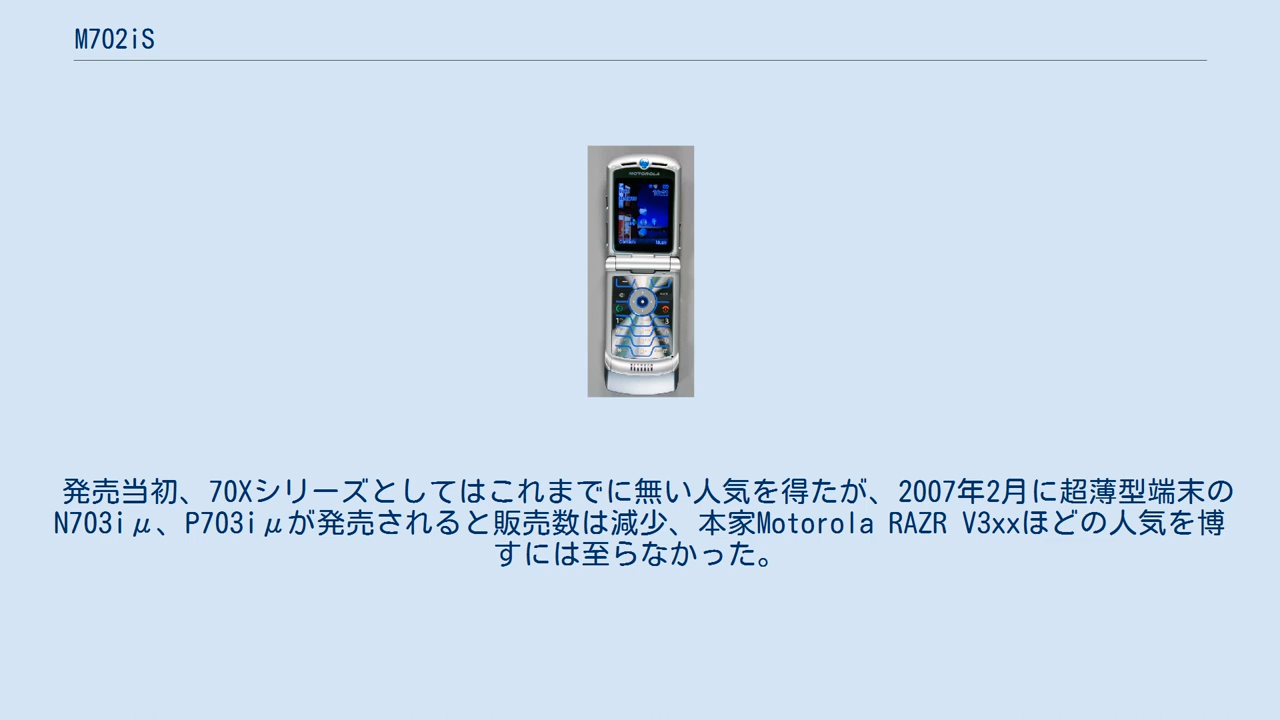 M702iS
MOTOROLA
発売当初、70Xシリーズとしてはこれまでに無い人気を得たが、2007年2月に超薄型端末の
N703iμ、P703iμが発売されると販売数は減少、本家Motorola RAZR V3xxほどの人気を博
すには至らなかった。